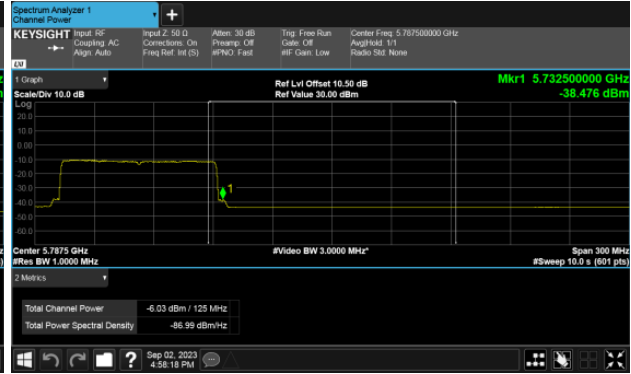 Spectrum Analyzer 1
Channel Power
+
KEYSIGHT
Input: RF
Coupling: AC
Align: Auto
Input Z: 50 Ω
Corrections: On
Freq Ref: Int (S)
Atten: 30 dB
Preamp: Off
#PNO: Fast
Trig: Free Run
Gate: Off
#IF Gain: Low
Center Freq: 5.787500000 GHz
Avg|Hold: 1/1
Radio Std: None
LXI
1 Graph
Scale/Div 10.0 dB
Ref Lvl Offset 10.50 dB
Ref Value 30.00 dBm
Mkr1 5.732500000 GHz
-38.476 dBm
Log
20.0
10.0
0.00
-10.0
-20.0
-30.0
-40.0
-50.0
-60.0
1
Center 5.7875 GHz
#Video BW 3.0000 MHz*
Span 300 MHz
#Res BW 1.0000 MHz
#Sweep 10.0 s (601 pts)
2 Metrics
Total Channel Power -6.03 dBm / 125 MHz
Total Power Spectral Density -86.99 dBm/Hz
?
Sep 02, 2023
4:58:18 PM